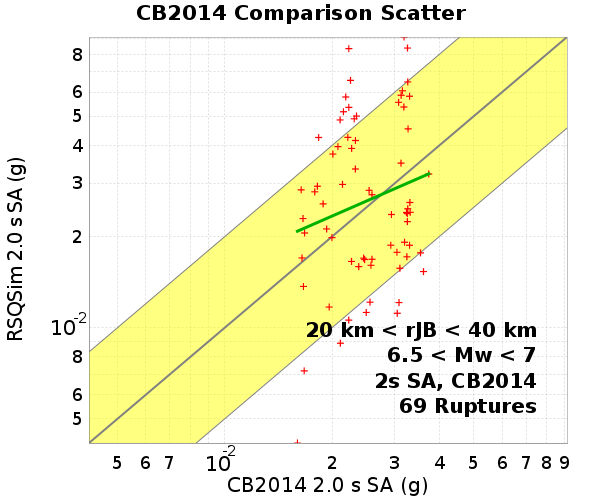 CB2014 Comparison Scatter
RSQSim 2.0 s SA (g)
8
6
5
4
3
2
10-2
8
6
5
20 km < rJB < 40 km
6.5 < Mw < 7
2s SA, CB2014
69 Ruptures
5 6 7 10-2 2 3 4 5 6 7 8 9
CB2014 2.0 s SA (g)